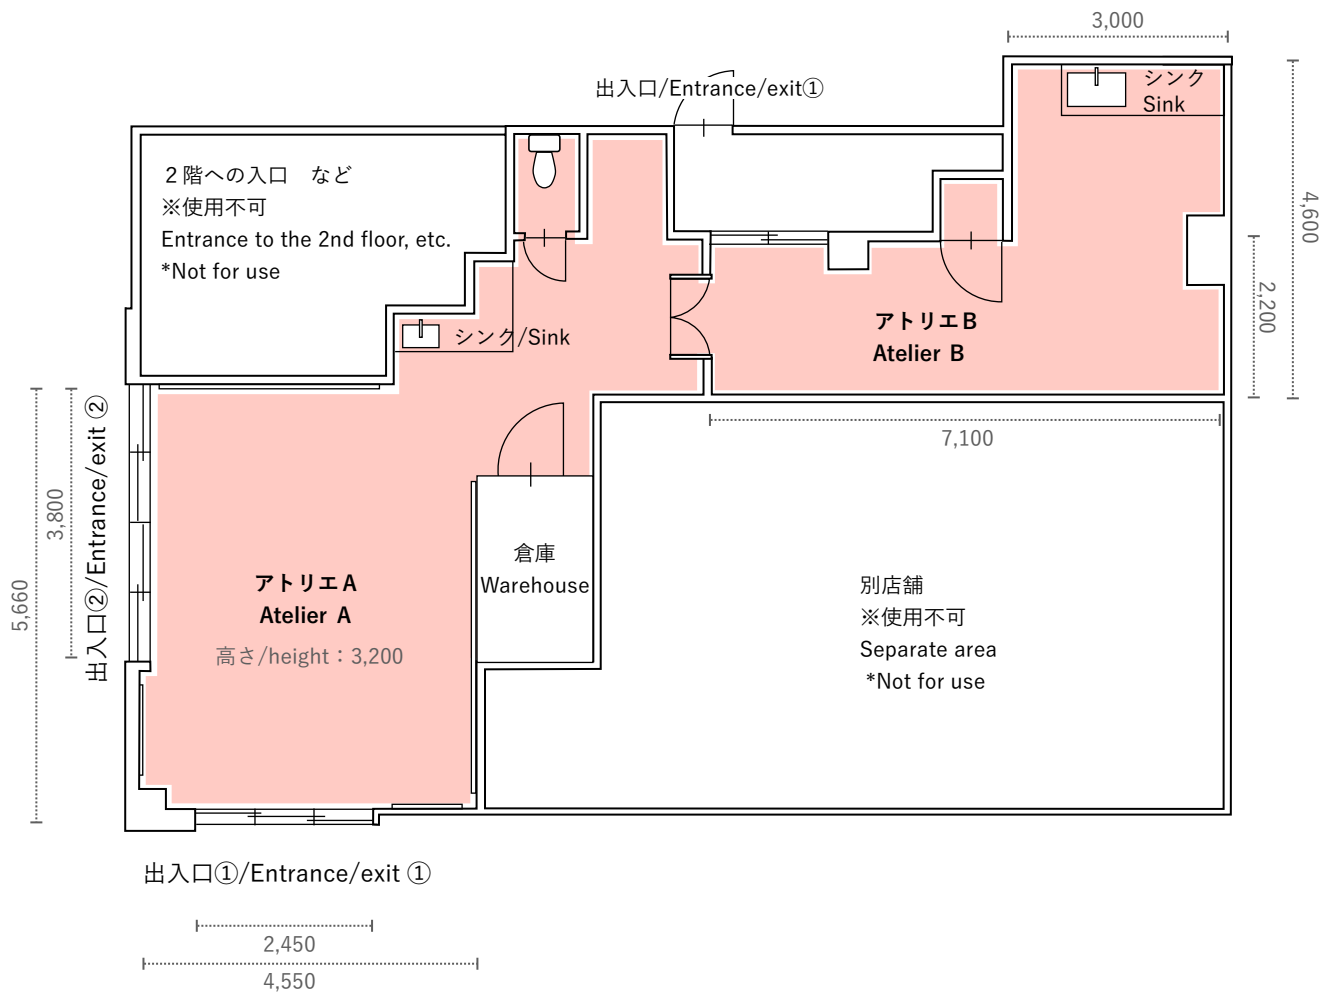 3,000
出入口/Entrance/exit①
シンク
Sink
２階への入口　など
※使用不可
Entrance to the 2nd floor, etc.
*Not for use
4,600
2,200
シンク/Sink
アトリエB
Atelier B
7,100
5,660
3,800
出入口②/Entrance/exit ②
倉庫
Warehouse
アトリエA
Atelier A
高さ/height：3,200
別店舗
※使用不可
Separate area
*Not for use
出入口①/Entrance/exit ①
2,450
4,550